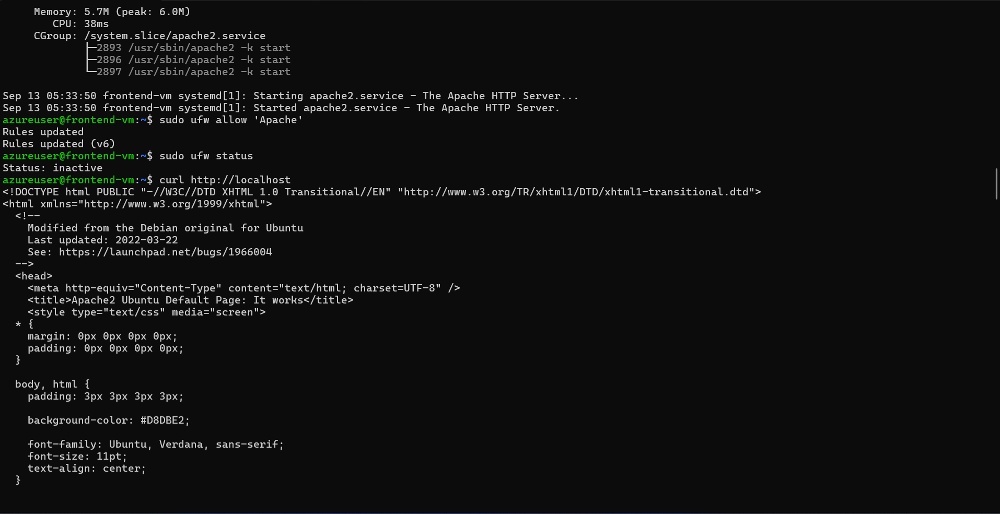 Memory: 5.7M (peak: 6.0M)
        CPU: 38ms
     CGroup: /system.slice/apache2.service
             ├─2893 /usr/sbin/apache2 -k start
             ├─2896 /usr/sbin/apache2 -k start
             └─2897 /usr/sbin/apache2 -k start

Sep 13 05:33:50 frontend-vm systemd[1]: Starting apache2.service - The Apache HTTP Server...
Sep 13 05:33:50 frontend-vm systemd[1]: Started apache2.service - The Apache HTTP Server.
azureuser@frontend-vm:~$ sudo ufw allow 'Apache'
Rules updated
Rules updated (v6)
azureuser@frontend-vm:~$ sudo ufw status
Status: inactive
azureuser@frontend-vm:~$ curl http://localhost
<!DOCTYPE html PUBLIC "-//W3C//DTD XHTML 1.0 Transitional//EN" "http://www.w3.org/TR/xhtml1/DTD/xhtml1-transitional.dtd">
<html xmlns="http://www.w3.org/1999/xhtml">
  <!--
    Modified from the Debian original for Ubuntu
    Last updated: 2022-03-22
    See: https://launchpad.net/bugs/1966004
  -->
  <head>
    <meta http-equiv="Content-Type" content="text/html; charset=UTF-8" />
    <title>Apache2 Ubuntu Default Page: It works</title>
    <style type="text/css" media="screen">
  * {
    margin: 0px 0px 0px 0px;
    padding: 0px 0px 0px 0px;
  }

  body, html {
    padding: 3px 3px 3px 3px;

    background-color: #D8DBE2;

    font-family: Ubuntu, Verdana, sans-serif;
    font-size: 11pt;
    text-align: center;
  }